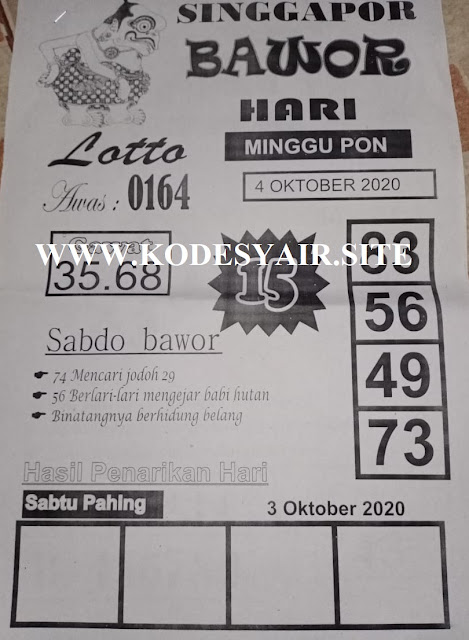 SINGGAPOR
BAWOR
HARI
Lotto
MINGGU PON
Awas : 0164
4 OKTOBER 2020
WWW.KODESYAIR.SITE
35.68
15
56
49
73
Sabdo bawor
74 Mencari jodoh 29
56 Berlari-lari mengejar babi hutan
Binatangnya berhidung belang
Hasil Penarikan Hari
Sabtu Pahing
3 Oktober 2020